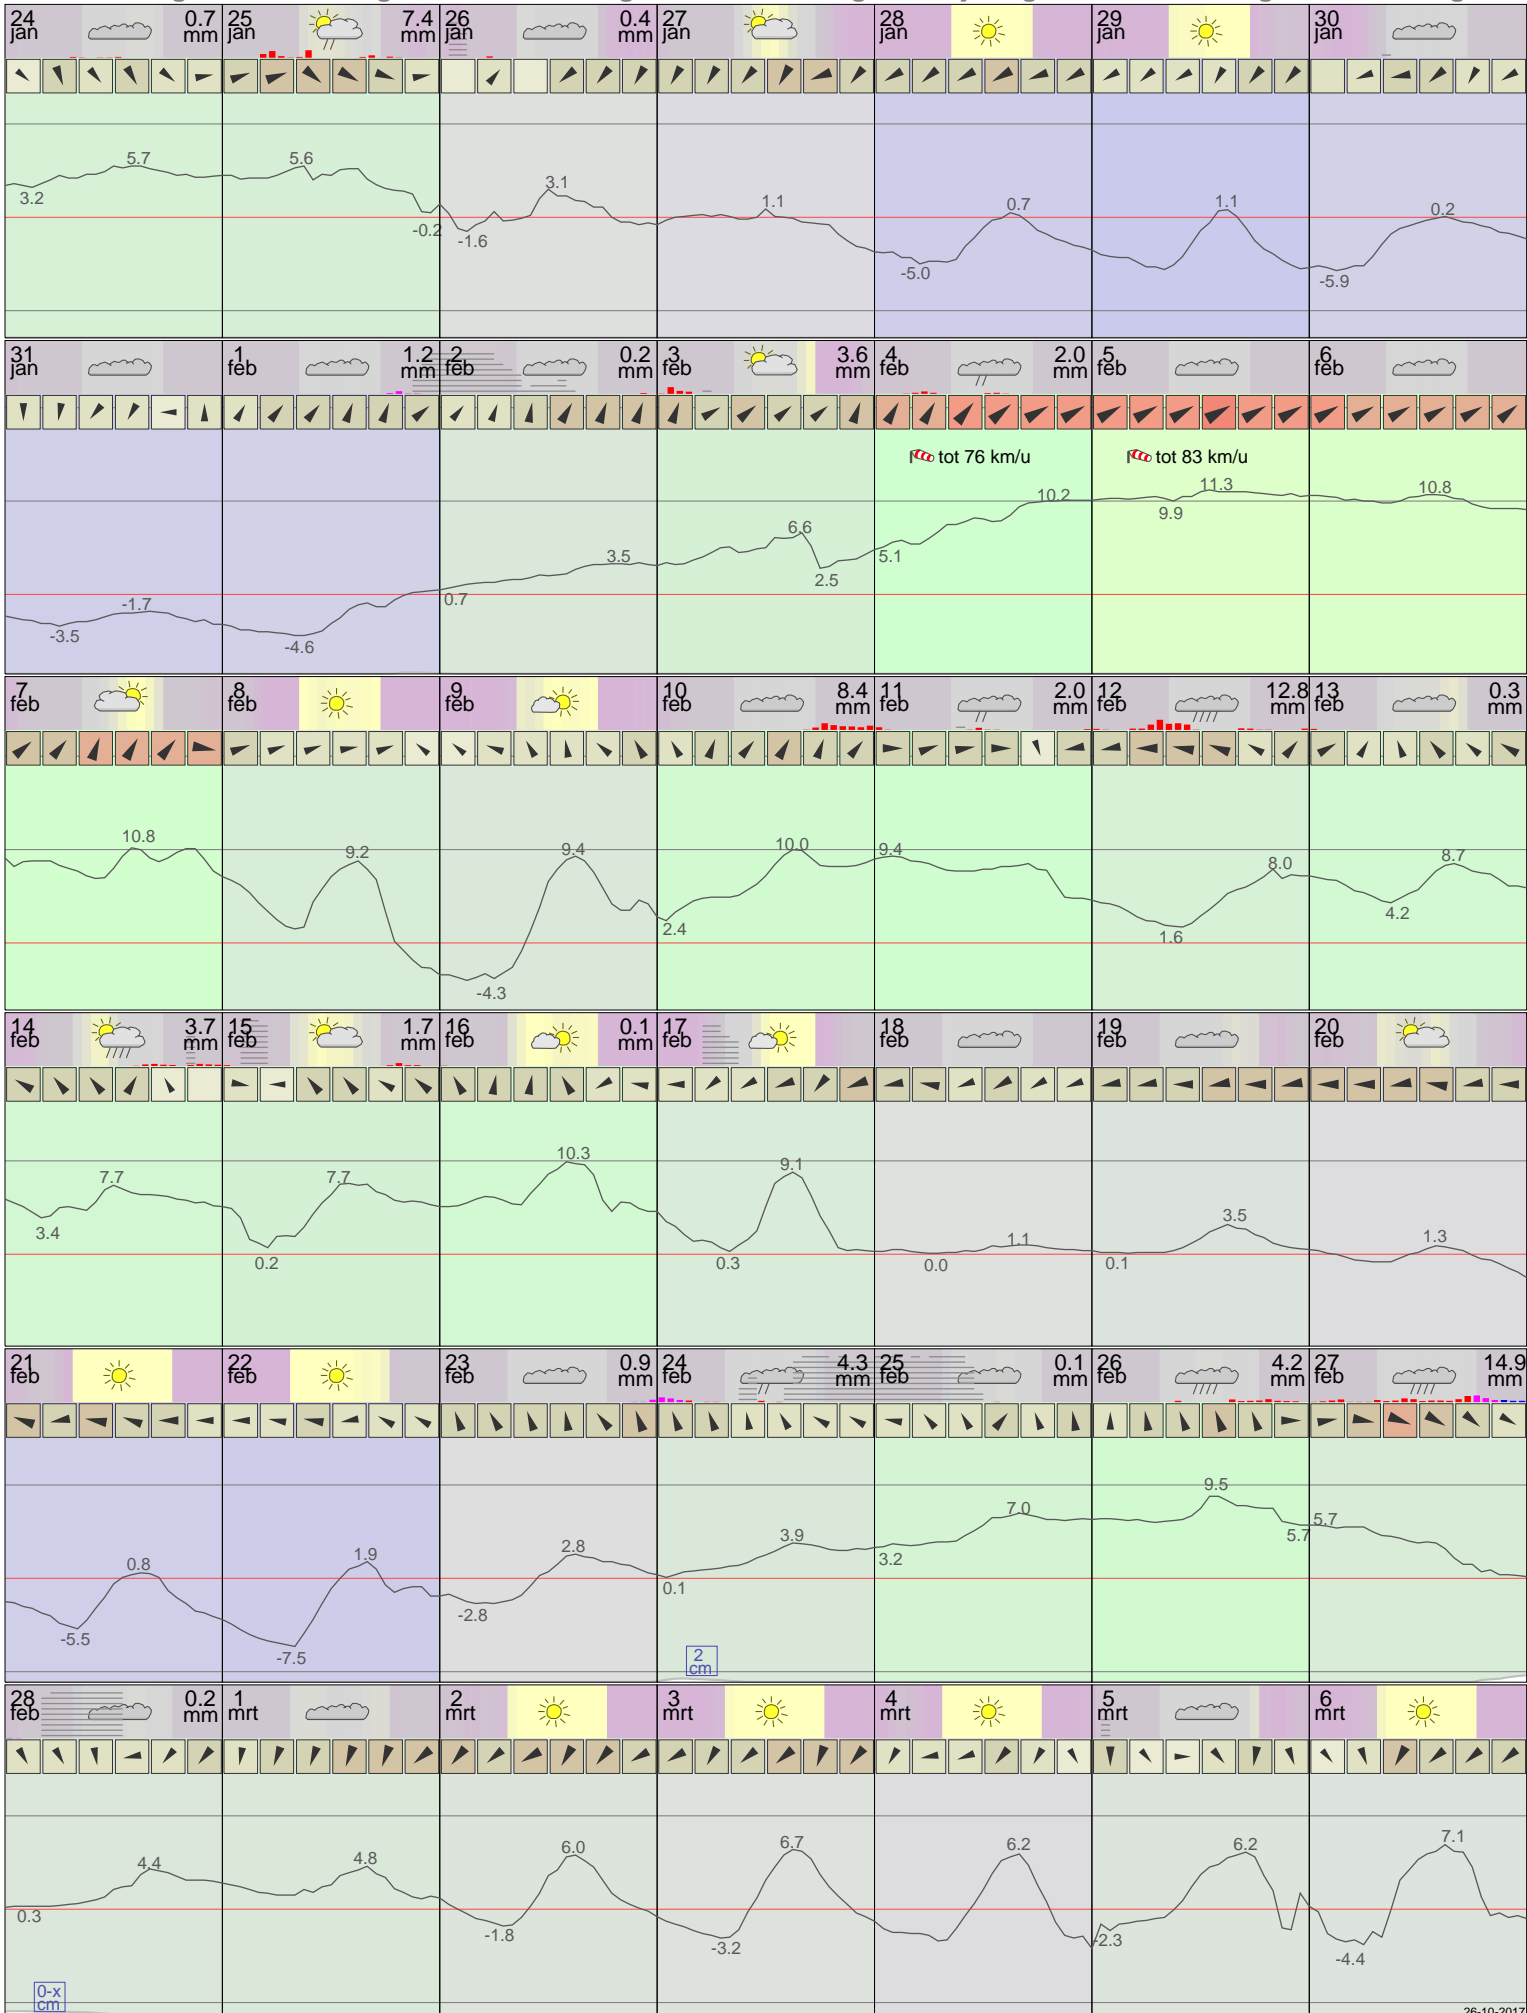 24 jan 0.7 mm
25 jan 7.4 mm
26 jan 0.4 mm
27 jan
28 jan
29 jan
30 jan
3.2 5.7 5.6 -0.2 -1.6 3.1 1.1 -5.0 0.7 1.1 -5.9 0.2
31 jan
1 feb 1.2 mm
2 feb 0.2 mm
3 feb 3.6 mm
4 feb 2.0 mm
5 feb
6 feb
tot 76 km/u tot 83 km/u
-3.5 -1.7 -4.6 0.7 3.5 6.6 2.5 5.1 10.2 9.9 11.3 10.8
7 feb
8 feb
9 feb
10 feb 8.4 mm
11 feb 2.0 mm
12 feb 12.8 mm
13 feb 0.3 mm
10.8 9.2 -4.3 9.4 2.4 10.0 9.4 1.6 8.0 4.2 8.7
14 feb 3.7 mm
15 feb 1.7 mm
16 feb 0.1 mm
17 feb
18 feb
19 feb
20 feb
3.4 7.7 0.2 7.7 10.3 0.3 9.1 0.0 1.1 0.1 3.5 1.3
21 feb
22 feb
23 feb 0.9 mm
24 feb 4.3 mm
25 feb 0.1 mm
26 feb 4.2 mm
27 feb 14.9 mm
-5.5 0.8 -7.5 1.9 -2.8 2.8 0.1 3.9 3.2 7.0 9.5 5.7 5.7
2 cm
28 feb 0.2 mm
1 mrt
2 mrt
3 mrt
4 mrt
5 mrt
6 mrt
0.3 4.4 4.8 -1.8 6.0 -3.2 6.7 6.2 -2.3 6.2 -4.4 7.1
0-x cm
26-10-2017